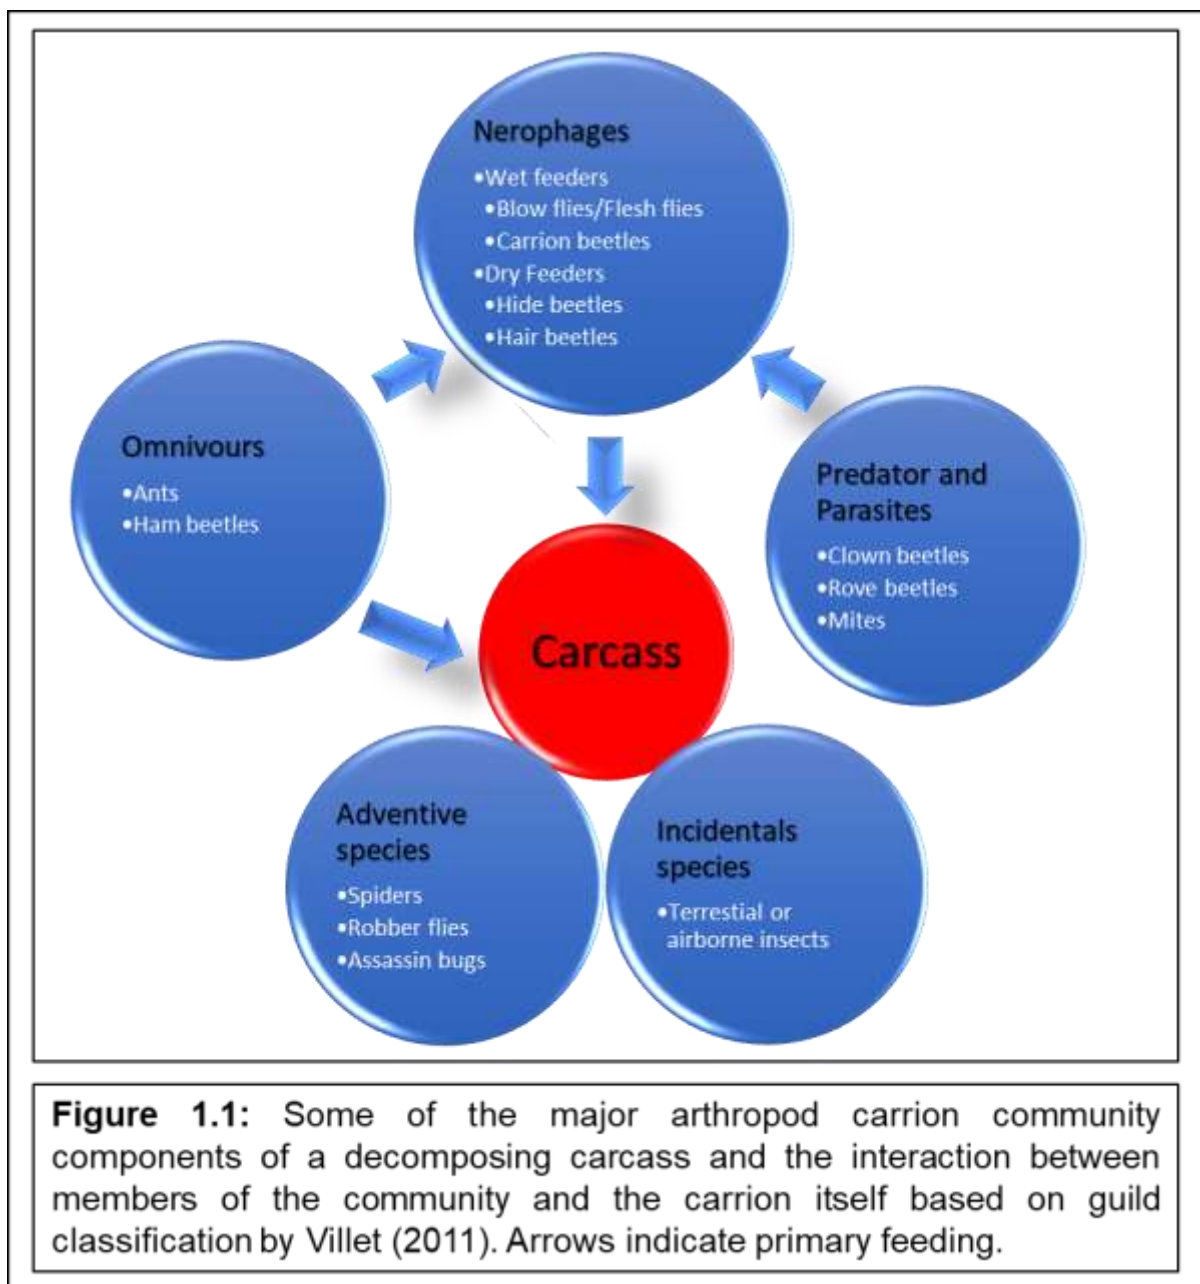 Nerophages
•Wet feeders
•Blow flies/Flesh flies
•Carrion beetles
•Dry Feeders
•Hide beetles
•Hair beetles
Omnivours
•Ants
•Ham beetles
Predator and
Parasites
•Clown beetles
•Rove beetles
•Mites
Carcass
Adventive
species
•Spiders
•Robber flies
•Assassin bugs
Incidentals
species
•Terrestial or
airborne insects
Figure 1.1: Some of the major arthropod carrion community
components of a decomposing carcass and the interaction between
members of the community and the carrion itself based on guild
classification by Villet (2011). Arrows indicate primary feeding.